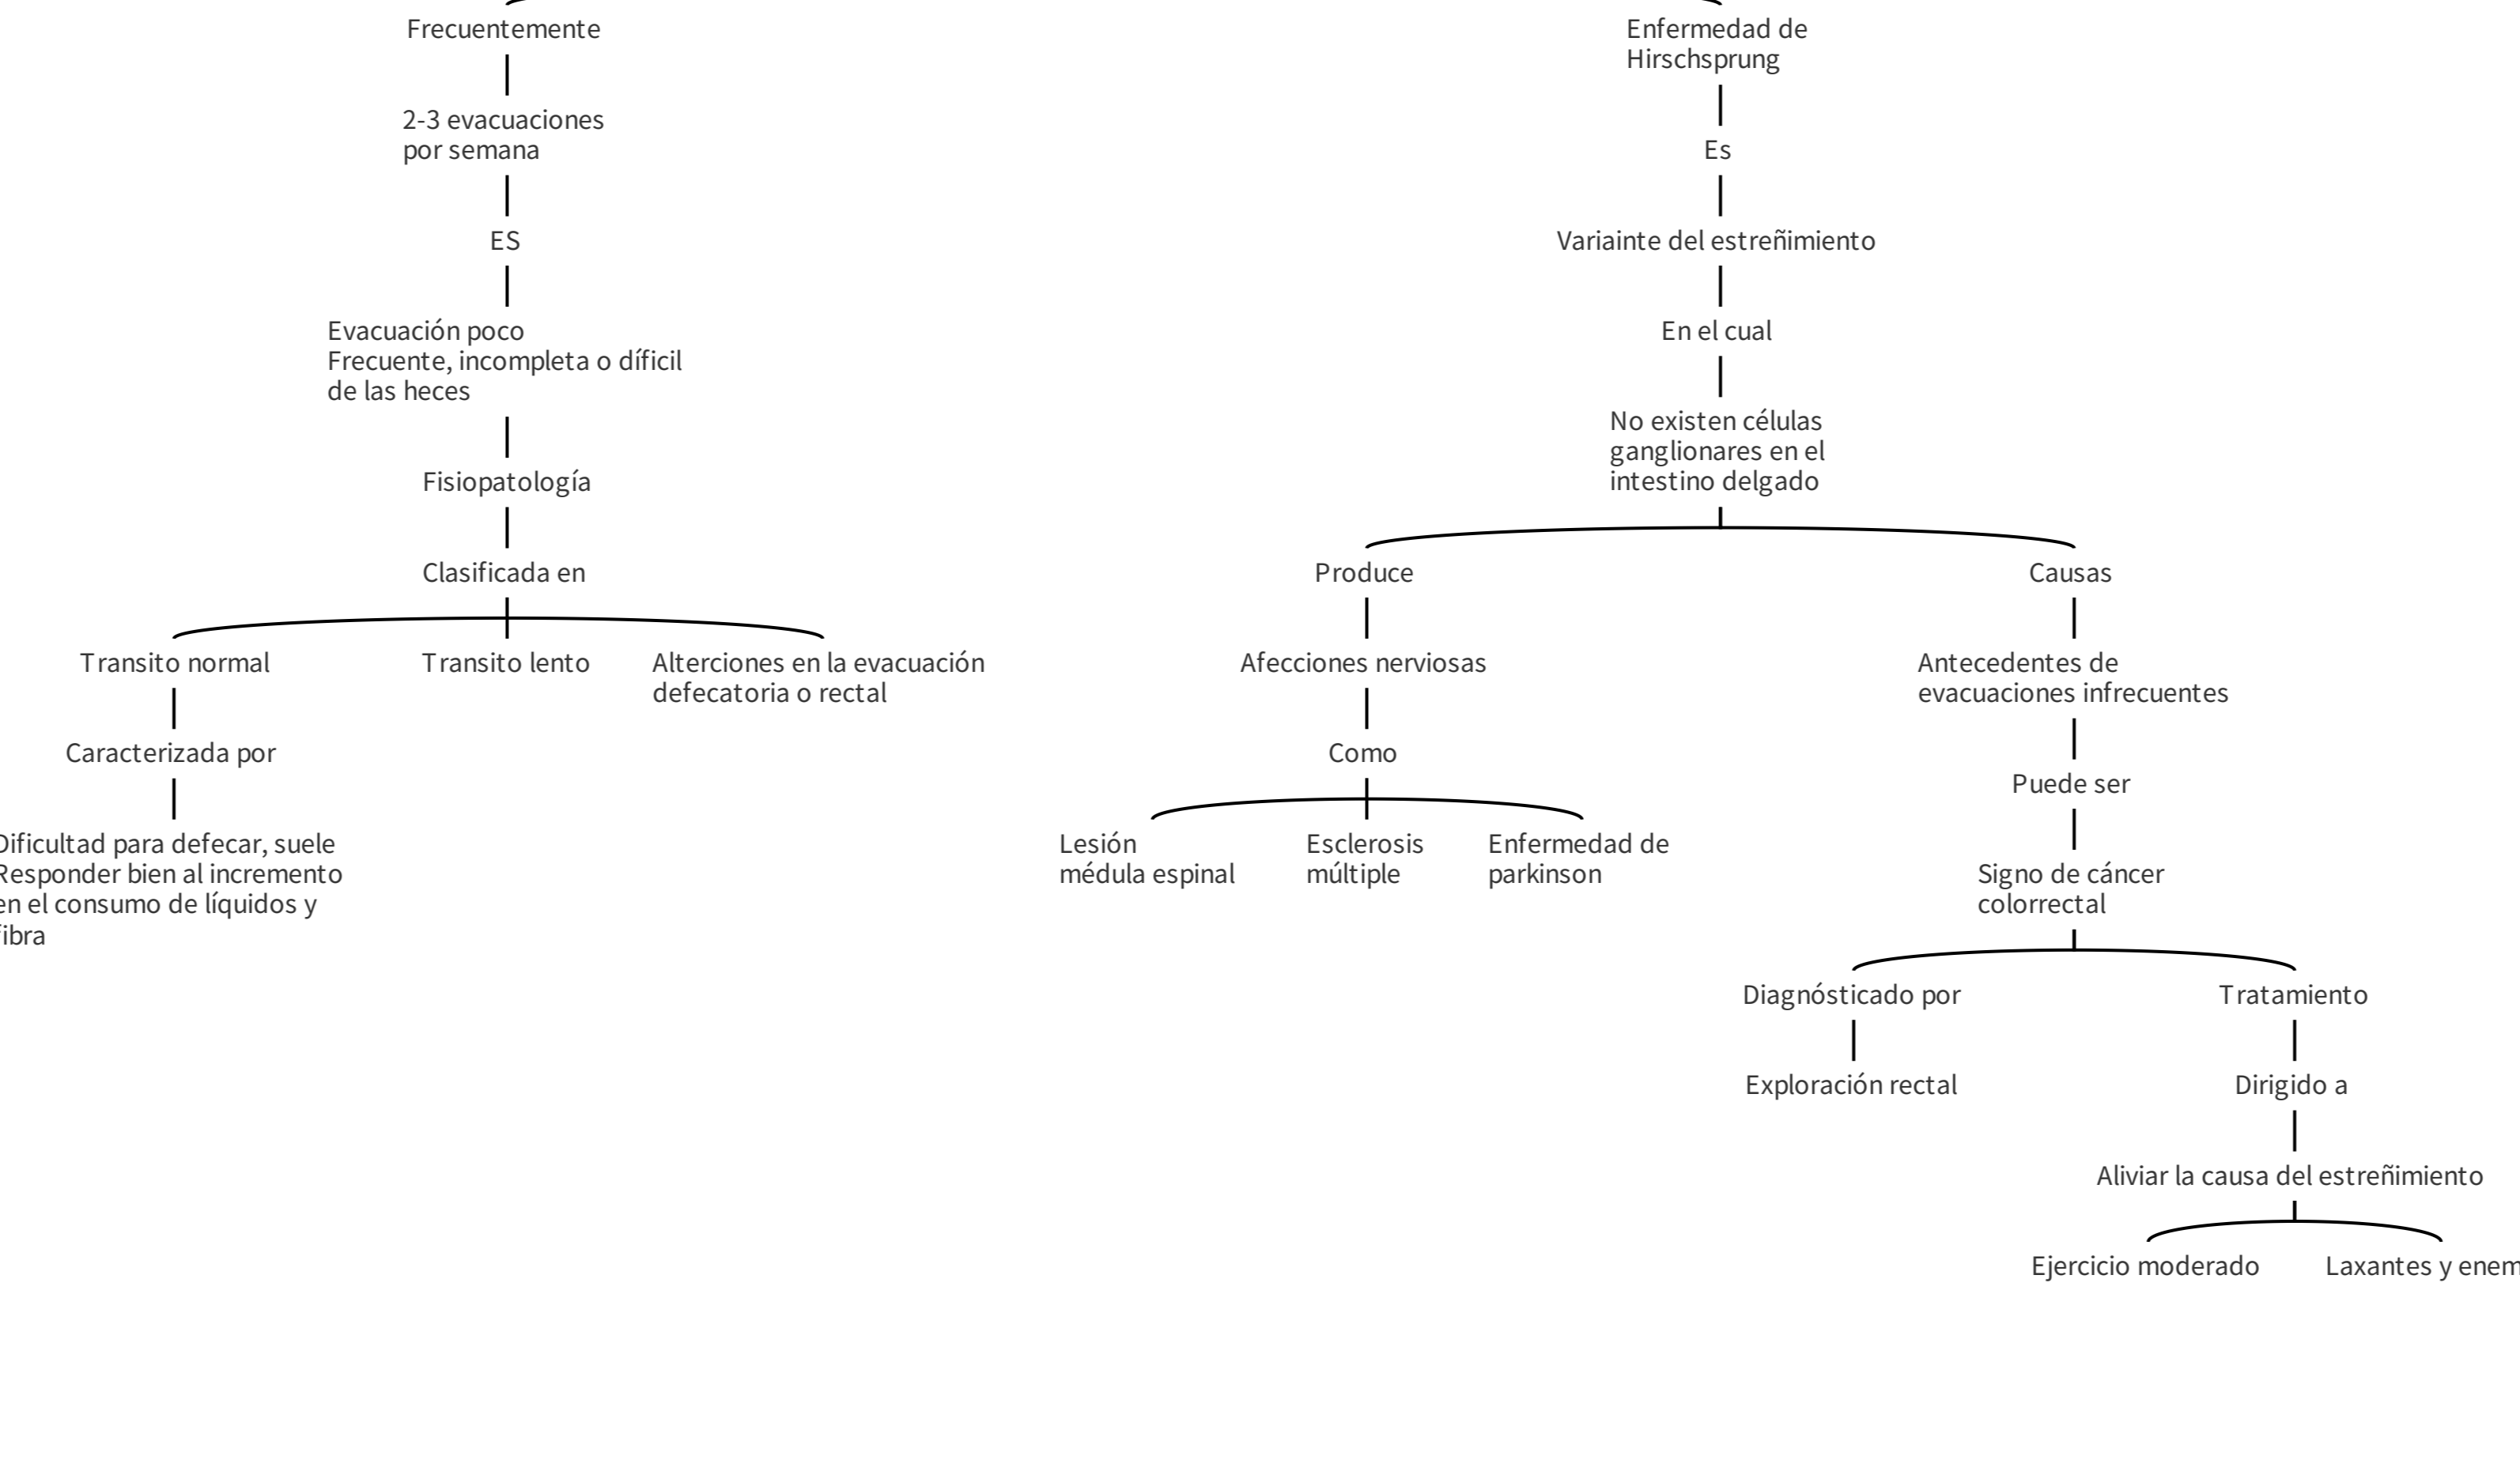 Frecuentemente
2-3 evacuaciones
por semana
ES
Evacuación poco
Frecuente, incompleta o díficil
de las heces
Fisiopatología
Clasificada en
Transito normal
Caracterizada por
Dificultad para defecar, suele
Responder bien al incremento
en el consumo de líquidos y
fibra
Transito lento
Alterciones en la evacuación
defecatoria o rectal
Enfermedad de
Hirschsprung
Es
Variainte del estreñimiento
En el cual
No existen células
ganglionares en el
intestino delgado
Produce
Afecciones nerviosas
Como
Lesión
médula espinal
Esclerosis
múltiple
Enfermedad de
parkinson
Causas
Antecedentes de
evacuaciones infrecuentes
Puede ser
Signo de cáncer
colorrectal
Diagnósticado por
Exploración rectal
Tratamiento
Dirigido a
Aliviar la causa del estreñimiento
Ejercicio moderado
Laxantes y enem